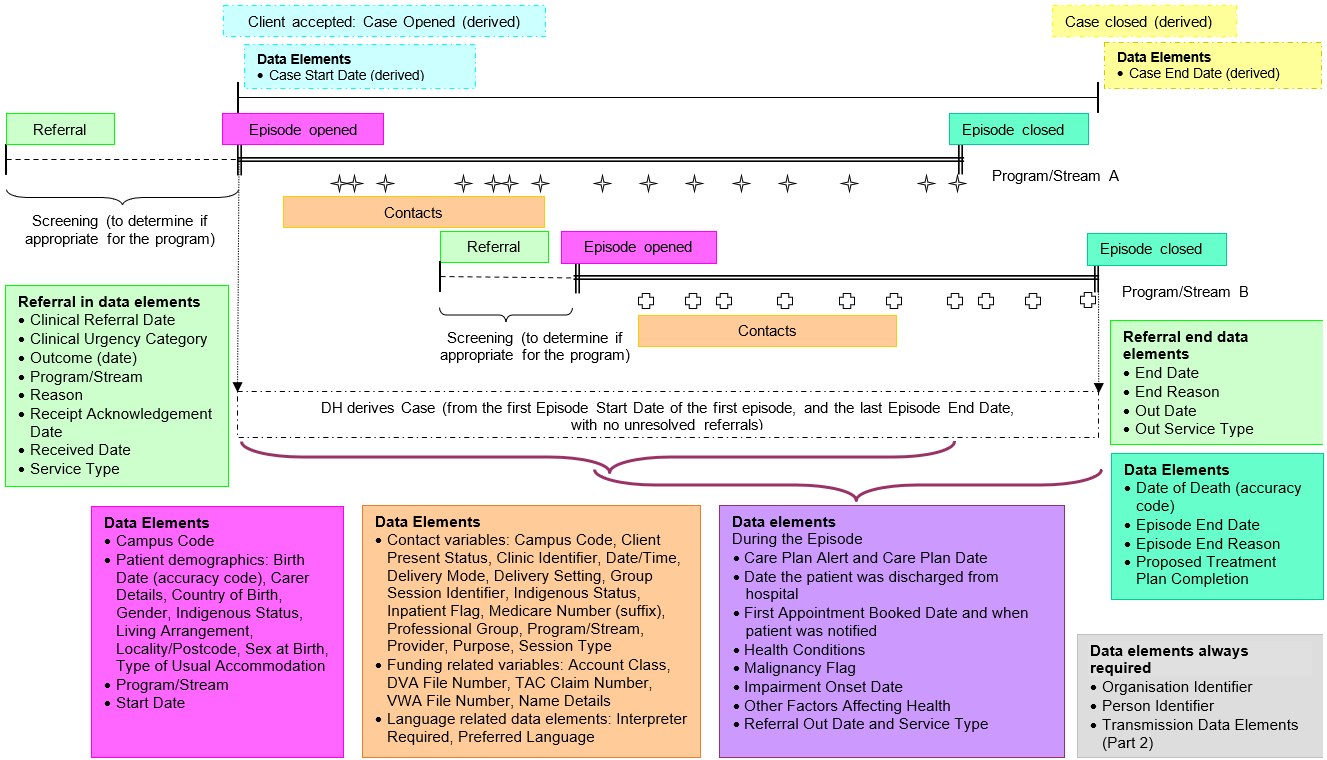 Client accepted: Case Opened (derived)
Case closed (derived)
Data Elements
• Case Start Date (derived)
Data Elements
• Case End Date (derived)
Referral
Episode opened
Episode closed
Program/Stream A
Screening (to determine if
appropriate for the program)
Contacts
Referral
Episode opened
Episode closed
Program/Stream B
Screening (to determine if
appropriate for the program)
Contacts
Referral in data elements
• Clinical Referral Date
• Clinical Urgency Category
• Outcome (date)
• Program/Stream
• Reason
• Receipt Acknowledgement
Date
• Received Date
• Service Type
Referral end data
elements
• End Date
• End Reason
• Out Date
• Out Service Type
DH derives Case (from the first Episode Start Date of the first episode, and the last Episode End Date,
with no unresolved referrals)
Data Elements
• Date of Death (accuracy
code)
• Episode End Date
• Episode End Reason
• Proposed Treatment
Plan Completion
Data Elements
• Campus Code
• Patient demographics: Birth
Date (accuracy code), Carer
Details, Country of Birth,
Gender, Indigenous Status,
Living Arrangement,
Locality/Postcode, Sex at Birth,
Type of Usual Accommodation
• Program/Stream
• Start Date
Data Elements
• Contact variables: Campus Code, Client
Present Status, Clinic Identifier, Date/Time,
Delivery Mode, Delivery Setting, Group
Session Identifier, Indigenous Status,
Inpatient Flag, Medicare Number (suffix),
Professional Group, Program/Stream,
Provider, Purpose, Session Type
• Funding related variables: Account Class,
DVA File Number, TAC Claim Number,
VWA File Number, Name Details
• Language related data elements: Interpreter
Required, Preferred Language
Data elements
During the Episode
• Care Plan Alert and Care Plan Date
• Date the patient was discharged from
hospital
• First Appointment Booked Date and when
patient was notified
• Health Conditions
• Malignancy Flag
• Impairment Onset Date
• Other Factors Affecting Health
• Referral Out Date and Service Type
Data elements always
required
• Organisation Identifier
• Person Identifier
• Transmission Data Elements
(Part 2)